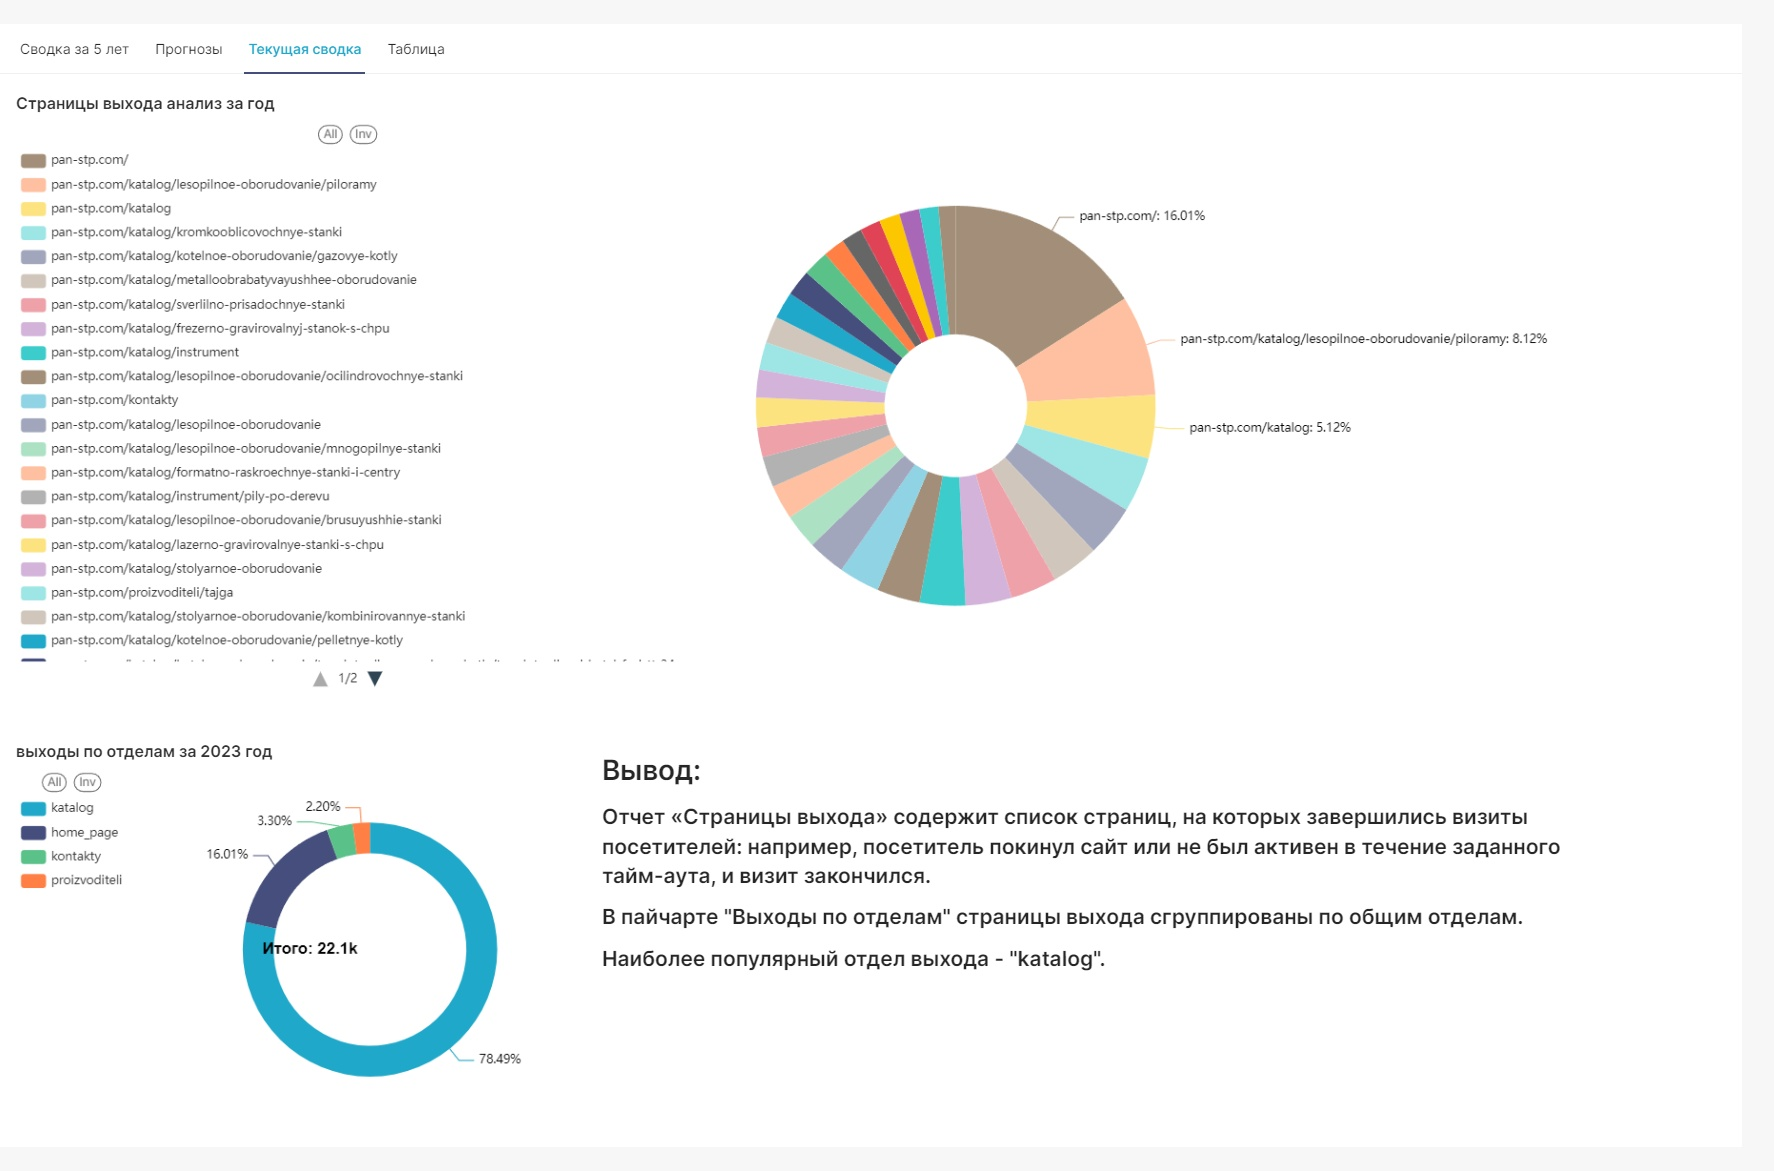 Сводка за 5 лет Прогнозы Текущая сводка Таблица
Страницы выхода анализ за год
All Inv
pan-stp.com/
pan-stp.com/katalog/lesopilnoe-oborudovanie/piloramy
pan-stp.com/katalog
pan-stp.com/katalog/kromkooblicovochnye-stanki
pan-stp.com/katalog/kotelnoe-oborudovanie/gazovye-kotly
pan-stp.com/katalog/metalloobrabatyvayushhee-oborudovanie
pan-stp.com/katalog/sverlilno-prisadochnye-stanki
pan-stp.com/katalog/frezerno-gravirovalnyj-stanok-s-chpu
pan-stp.com/katalog/instrument
pan-stp.com/katalog/lesopilnoe-oborudovanie/ocilindrovochnye-stanki
pan-stp.com/kontakty
pan-stp.com/katalog/lesopilnoe-oborudovanie
pan-stp.com/katalog/lesopilnoe-oborudovanie/mnogopilnye-stanki
pan-stp.com/katalog/formatno-raskroechnye-stanki-i-centry
pan-stp.com/katalog/instrument/pily-po-derevu
pan-stp.com/katalog/lesopilnoe-oborudovanie/brusuyushhie-stanki
pan-stp.com/katalog/lazerno-gravirovalnye-stanki-s-chpu
pan-stp.com/katalog/stolyarnoe-oborudovanie
pan-stp.com/proizvoditeli/tajga
pan-stp.com/katalog/stolyarnoe-oborudovanie/kombinirovannye-stanki
pan-stp.com/katalog/kotelnoe-oborudovanie/pelletnye-kotly
1/2
pan-stp.com/: 16.01%
pan-stp.com/katalog/lesopilnoe-oborudovanie/piloramy: 8.12%
pan-stp.com/katalog: 5.12%
выходы по отделам за 2023 год
All Inv
katalog
home_page
kontakty
proizvoditeli
2.20%
3.30%
16.01%
Итого: 22.1k
78.49%
Вывод:
Отчет «Страницы выхода» содержит список страниц, на которых завершились визиты
посетителей: например, посетитель покинул сайт или не был активен в течение заданного
тайм-аута, и визит закончился.
В пайчарте "Выходы по отделам" страницы выхода сгруппированы по общим отделам.
Наиболее популярный отдел выхода - "katalog".